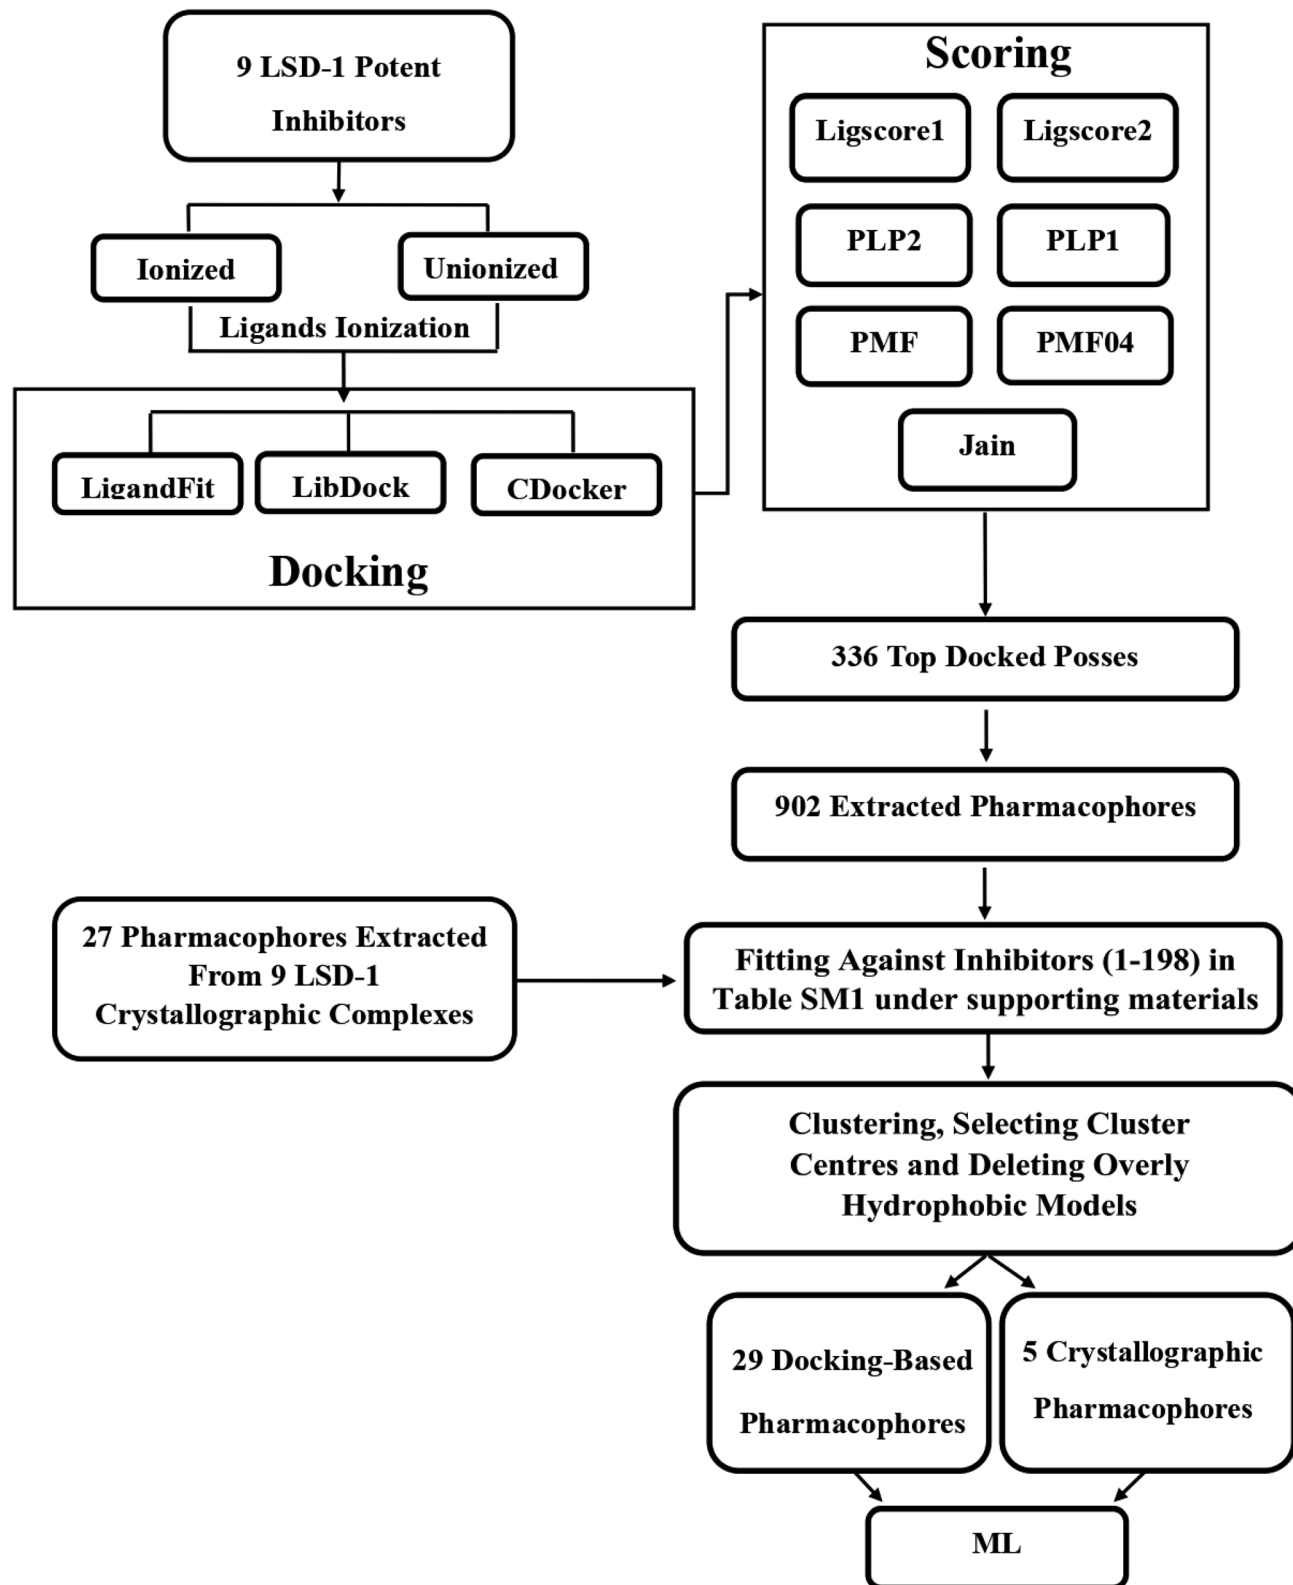 9 LSD-1 Potent
Inhibitors
Ionized
Unionized
Ligands Ionization
LigandFit
LibDock
CDocker
Docking
Scoring
Ligscore1
Ligscore2
PLP2
PLP1
PMF
PMF04
Jain
336 Top Docked Posses
902 Extracted Pharmacophores
27 Pharmacophores Extracted
From 9 LSD-1
Crystallographic Complexes
Fitting Against Inhibitors (1-198) in
Table SM1 under supporting materials
Clustering, Selecting Cluster
Centres and Deleting Overly
Hydrophobic Models
29 Docking-Based
Pharmacophores
5 Crystallographic
Pharmacophores
ML